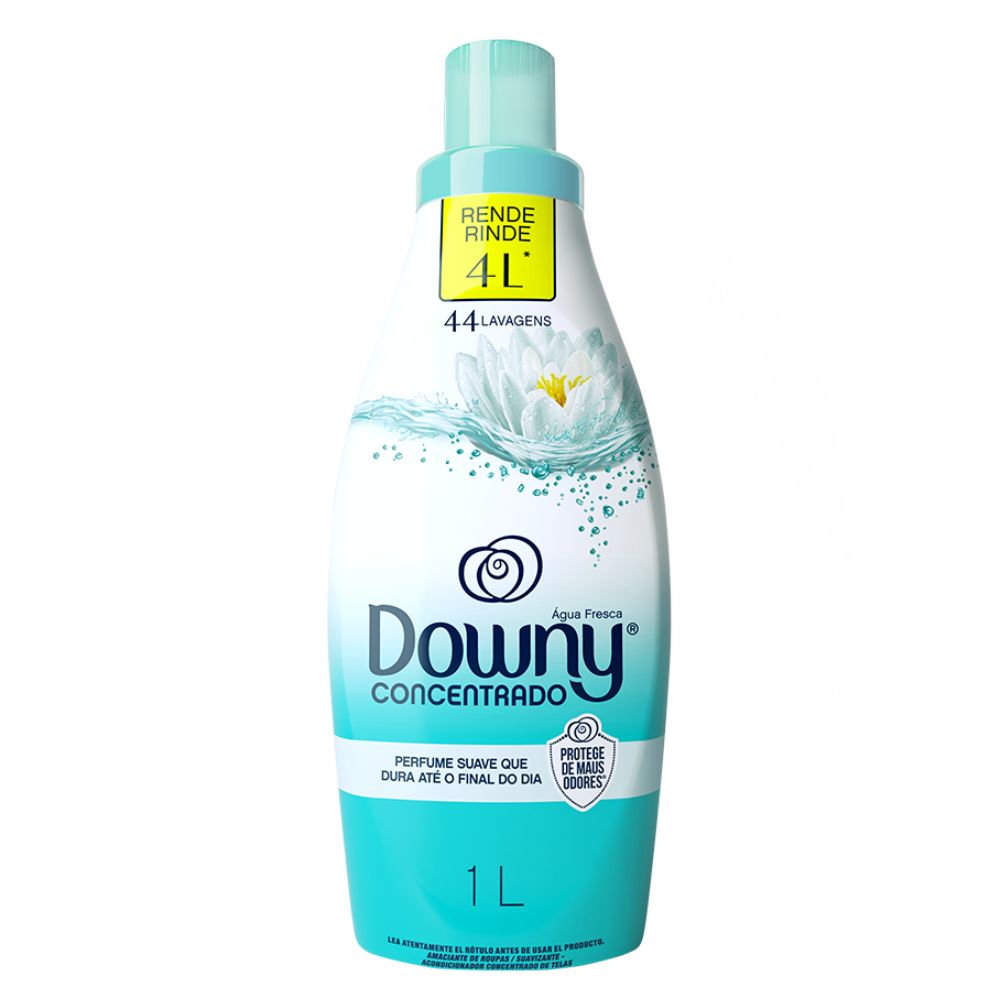 RENDE
RINDE
4L*
44 LAVAGENS
Água Fresca
Downy®
CONCENTRADO
PERFUME SUAVE QUE
DURA ATÉ O FINAL DO DIA
PROTEGE
DE MAUS
ODORES
1 L
LEA ATENTAMENTE EL RÓTULO ANTES DE USAR EL PRODUCTO.
AMACIANTE DE ROUPAS / SUAVIZANTE -
ACONDICIONADOR CONCENTRADO DE TELAS